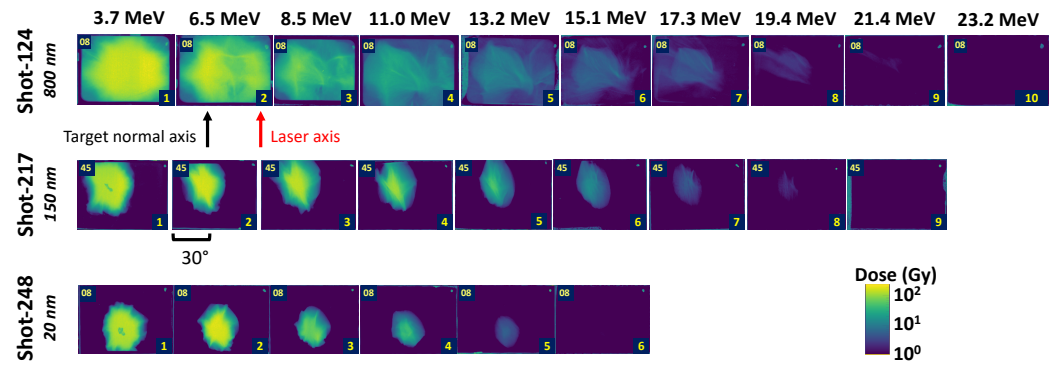 3.7 MeV 6.5 MeV 8.5 MeV 11.0 MeV 13.2 MeV 15.1 MeV 17.3 MeV 19.4 MeV 21.4 MeV 23.2 MeV
Shot-124
800 nm
08 08 08 08 08 08 08 08 08 08
1 2 3 4 5 6 7 8 9 10
Target normal axis Laser axis
Shot-217
150 nm
45 45 45 45 45 45 45 45 45
1 2 3 4 5 6 7 8 9
30°
Shot-248
20 nm
08 08 08 08 08 08
1 2 3 4 5 6
Dose (Gy)
10²
10¹
10⁰